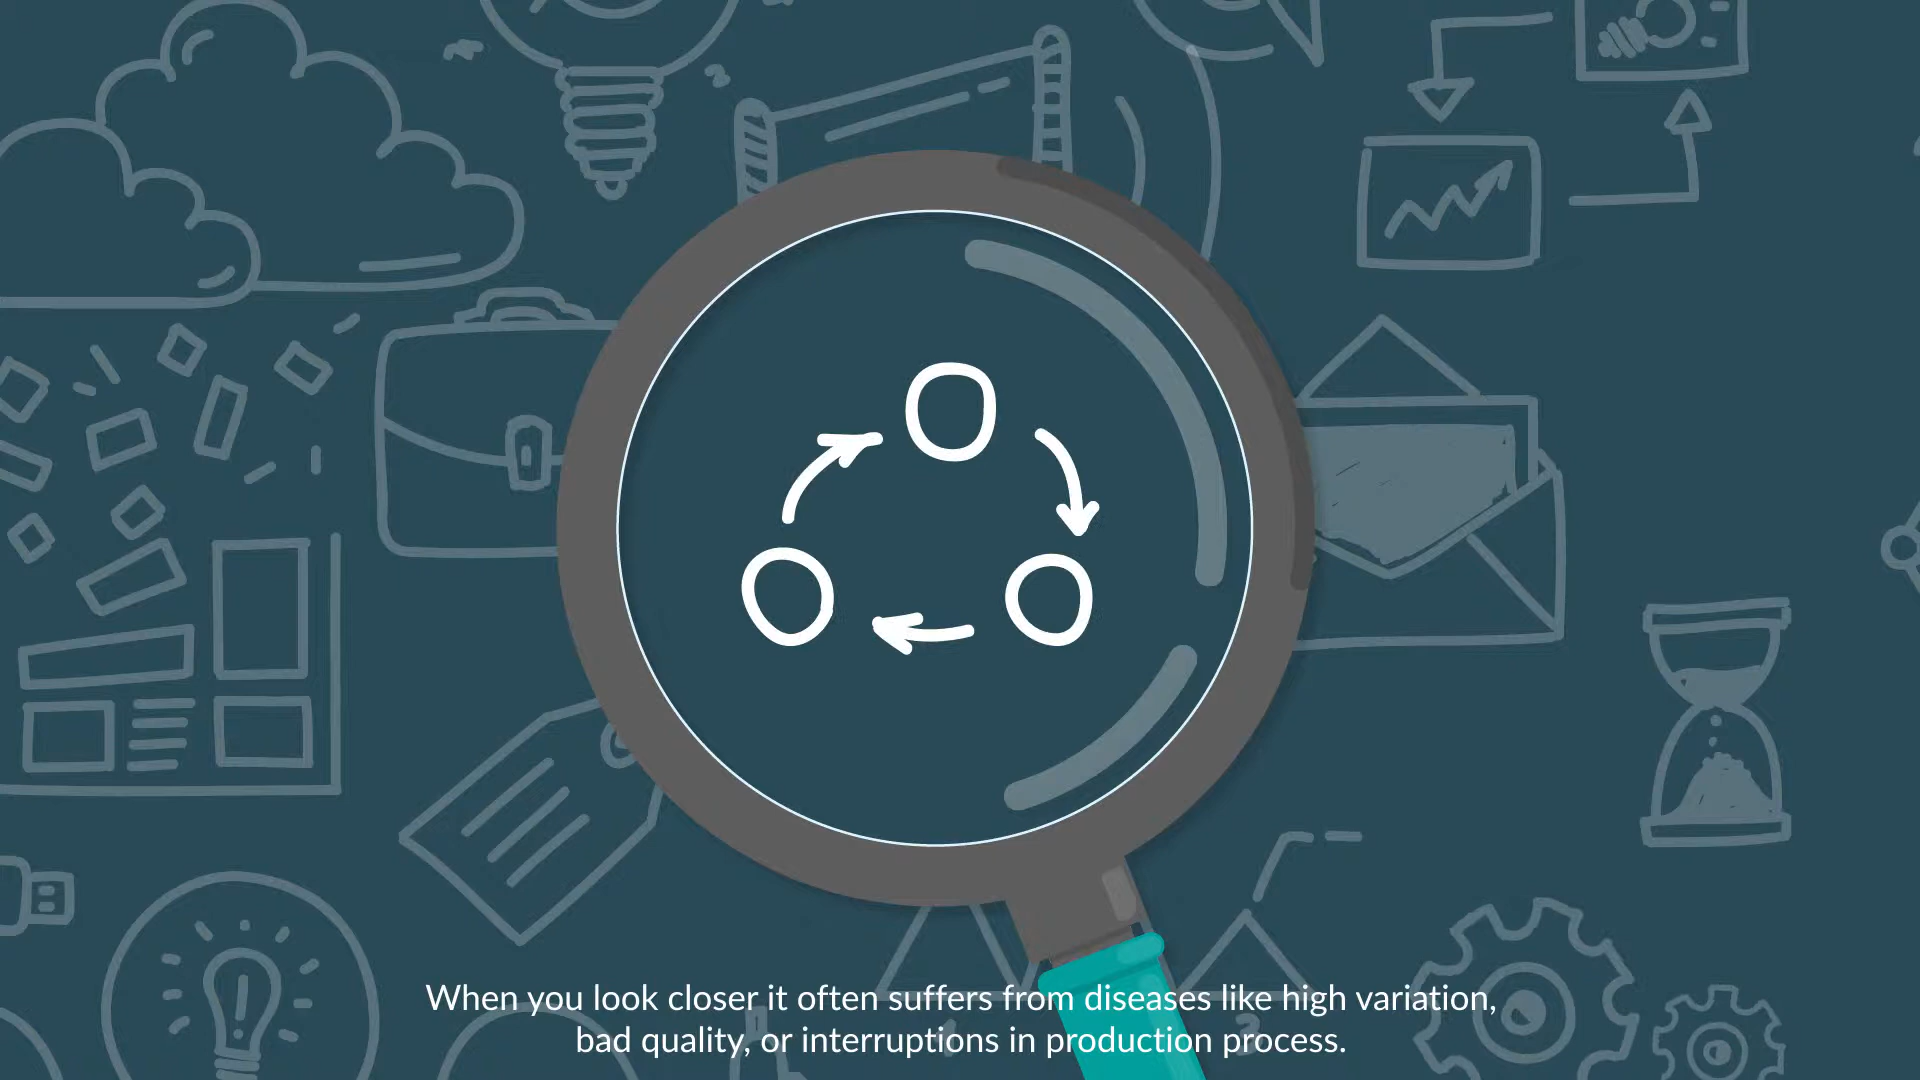 When you look closer it often suffers from diseases like high variation,
bad quality, or interruptions in production process.